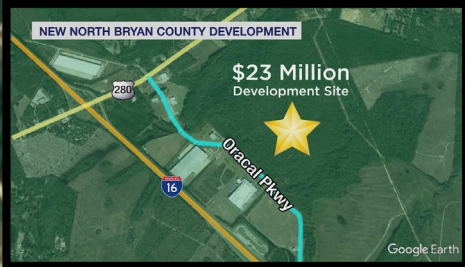 NEW NORTH BRYAN COUNTY DEVELOPMENT
$23 Million
Development Site
280
Oracal Pkwy
16
Google Earth